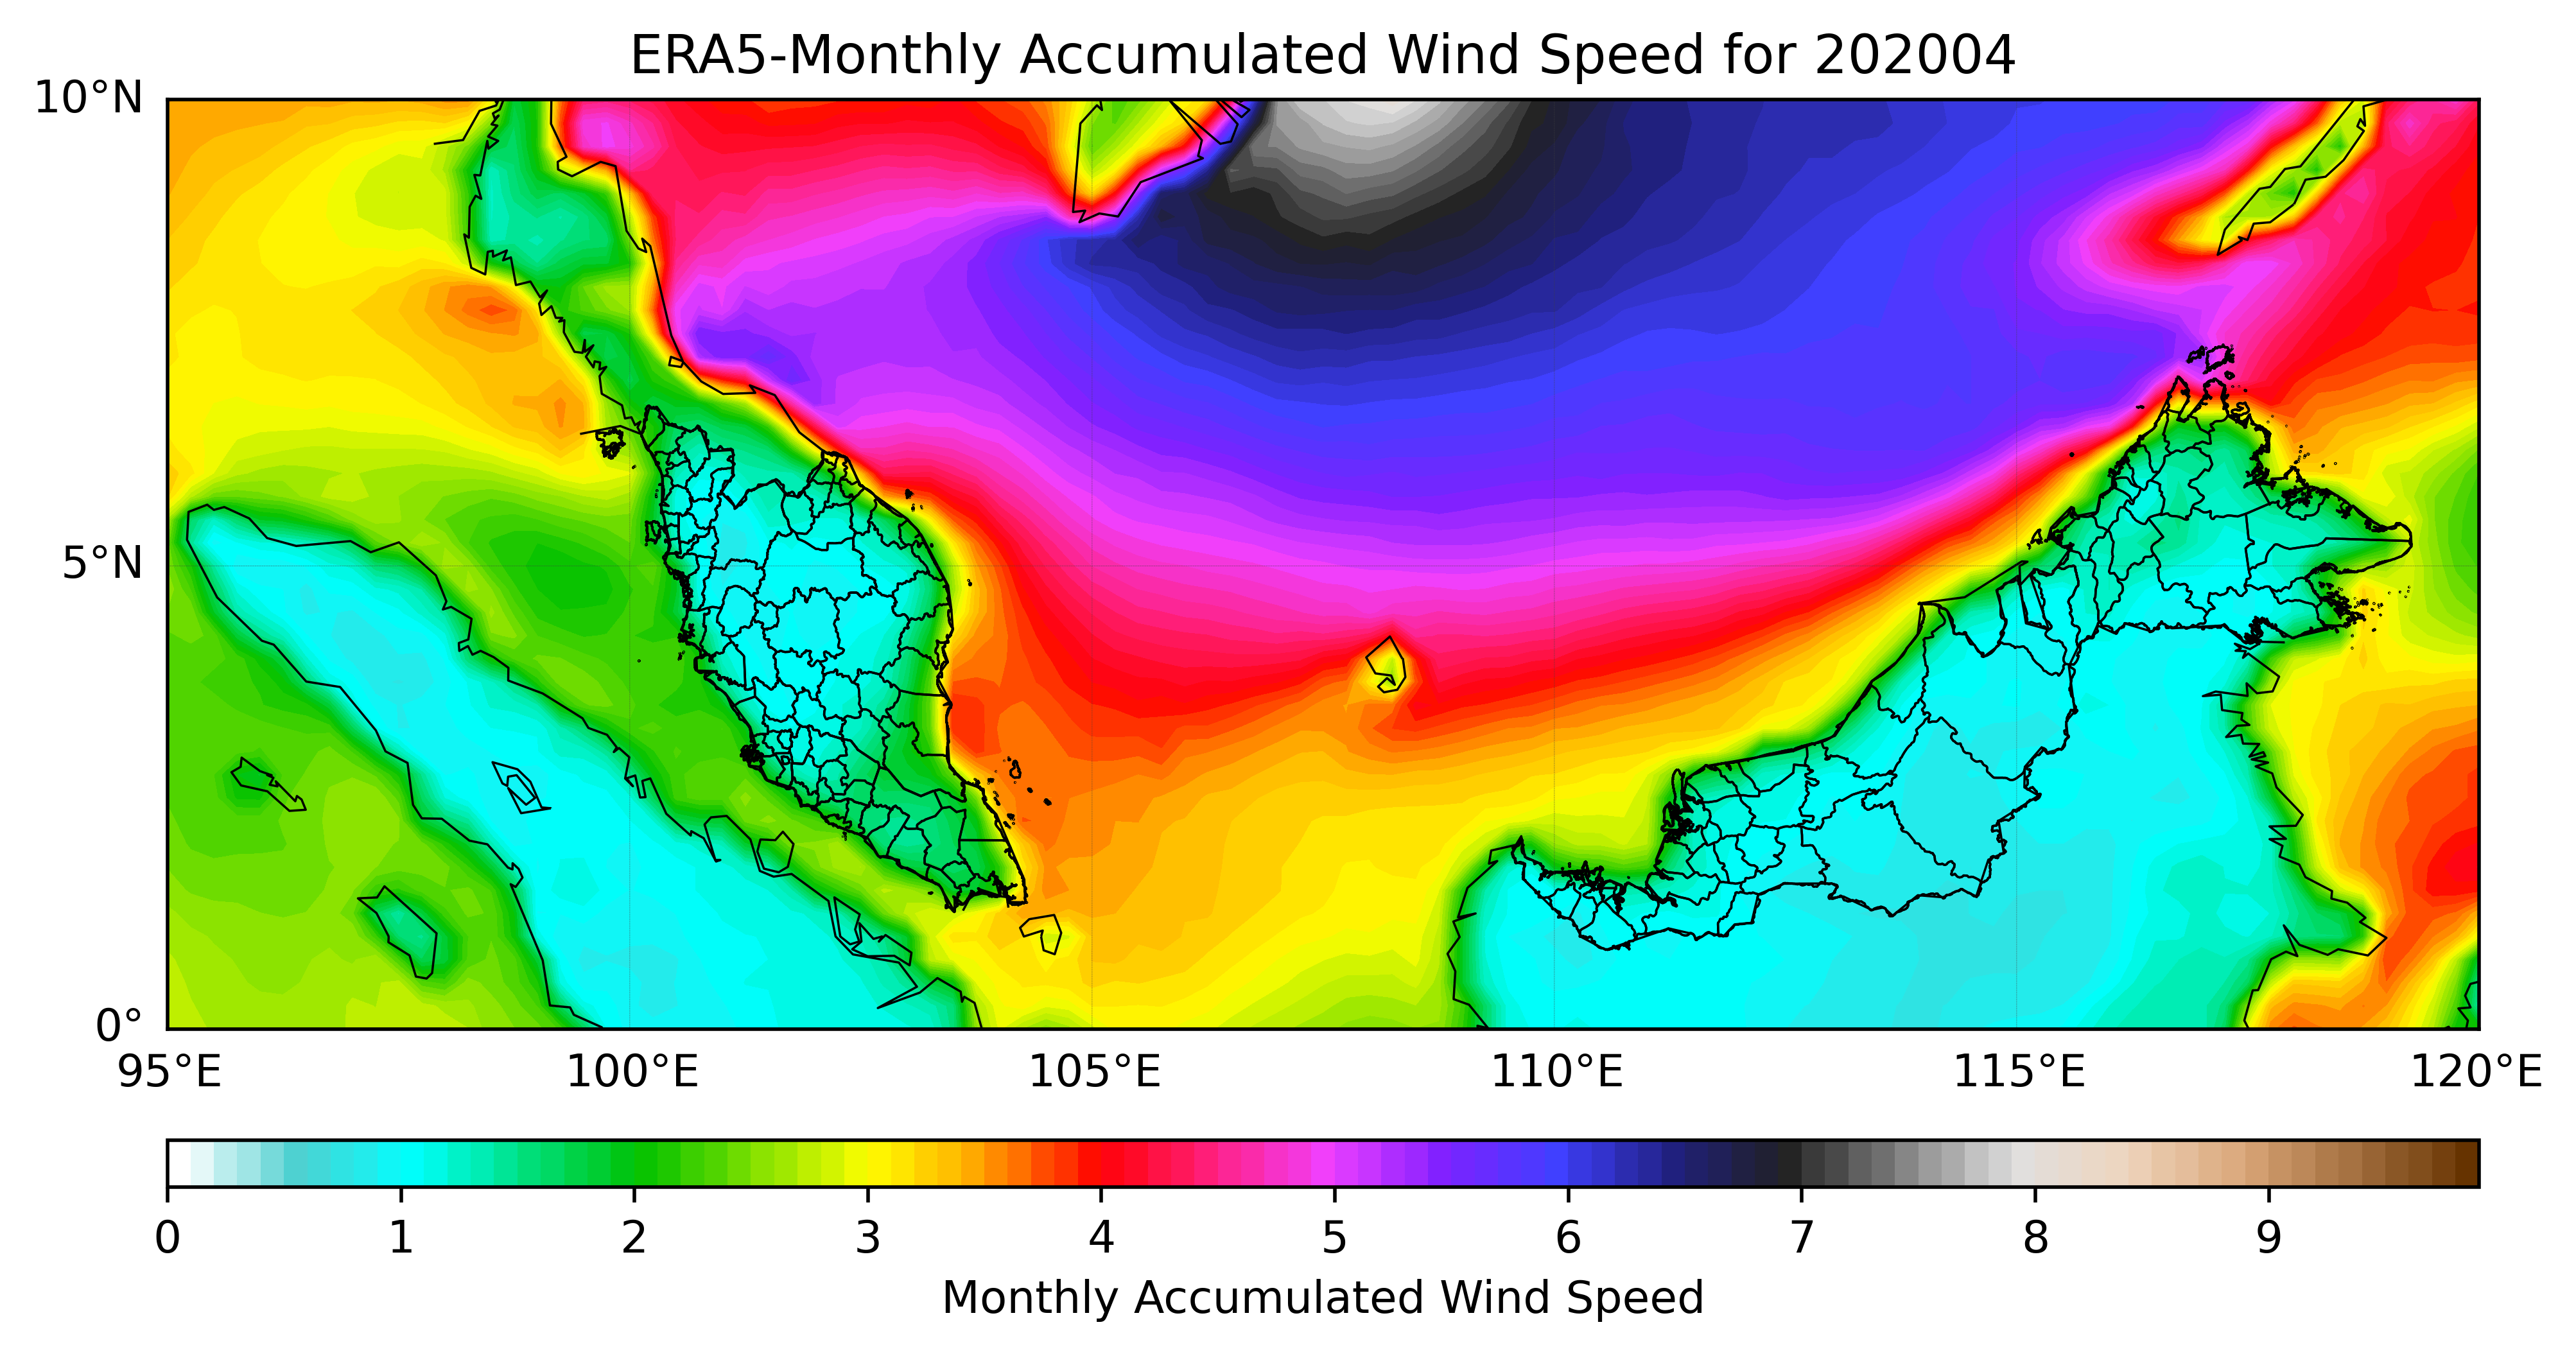 ERA5-Monthly Accumulated Wind Speed for 202004
10°N
5°N
0°
95°E 100°E 105°E 110°E 115°E 120°E
0 1 2 3 4 5 6 7 8 9
Monthly Accumulated Wind Speed